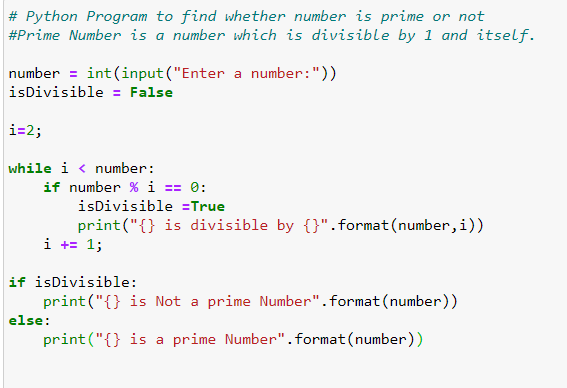 # Python Program to find whether number is prime or not
#Prime Number is a number which is divisible by 1 and itself.
number = int(input("Enter a number:"))
isDivisible = False
i=2;
while i < number:
    if number % i == 0:
        isDivisible =True
        print("{} is divisible by {}".format(number,i))
    i += 1;
if isDivisible:
    print("{} is Not a prime Number".format(number))
else:
    print("{} is a prime Number".format(number))